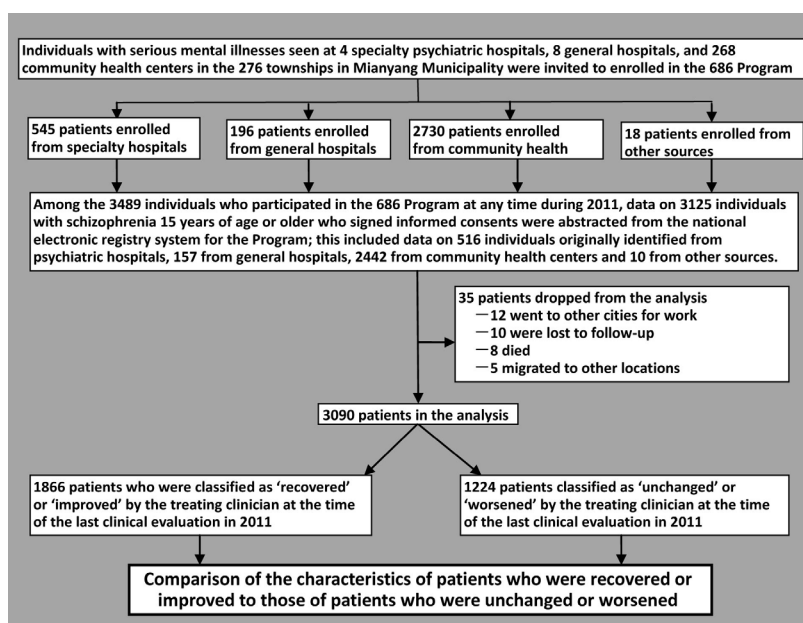 Individuals with serious mental illnesses seen at 4 specialty psychiatric hospitals, 8 general hospitals, and 268
community health centers in the 276 townships in Mianyang Municipality were invited to enrolled in the 686 Program
545 patients enrolled
from specialty hospitals
196 patients enrolled
from general hospitals
2730 patients enrolled
from community health
18 patients enrolled from
other sources
Among the 3489 individuals who participated in the 686 Program at any time during 2011, data on 3125 individuals
with schizophrenia 15 years of age or older who signed informed consents were abstracted from the national
electronic registry system for the Program; this included data on 516 individuals originally identified from
psychiatric hospitals, 157 from general hospitals, 2442 from community health centers and 10 from other sources.
35 patients dropped from the analysis
—12 went to other cities for work
—10 were lost to follow-up
—8 died
—5 migrated to other locations
3090 patients in the analysis
1866 patients who were classified as ‘recovered’
or ‘improved’ by the treating clinician at the time
of the last clinical evaluation in 2011
1224 patients classified as ‘unchanged’ or
‘worsened’ by the treating clinician at the time
of the last clinical evaluation in 2011
Comparison of the characteristics of patients who were recovered or
improved to those of patients who were unchanged or worsened